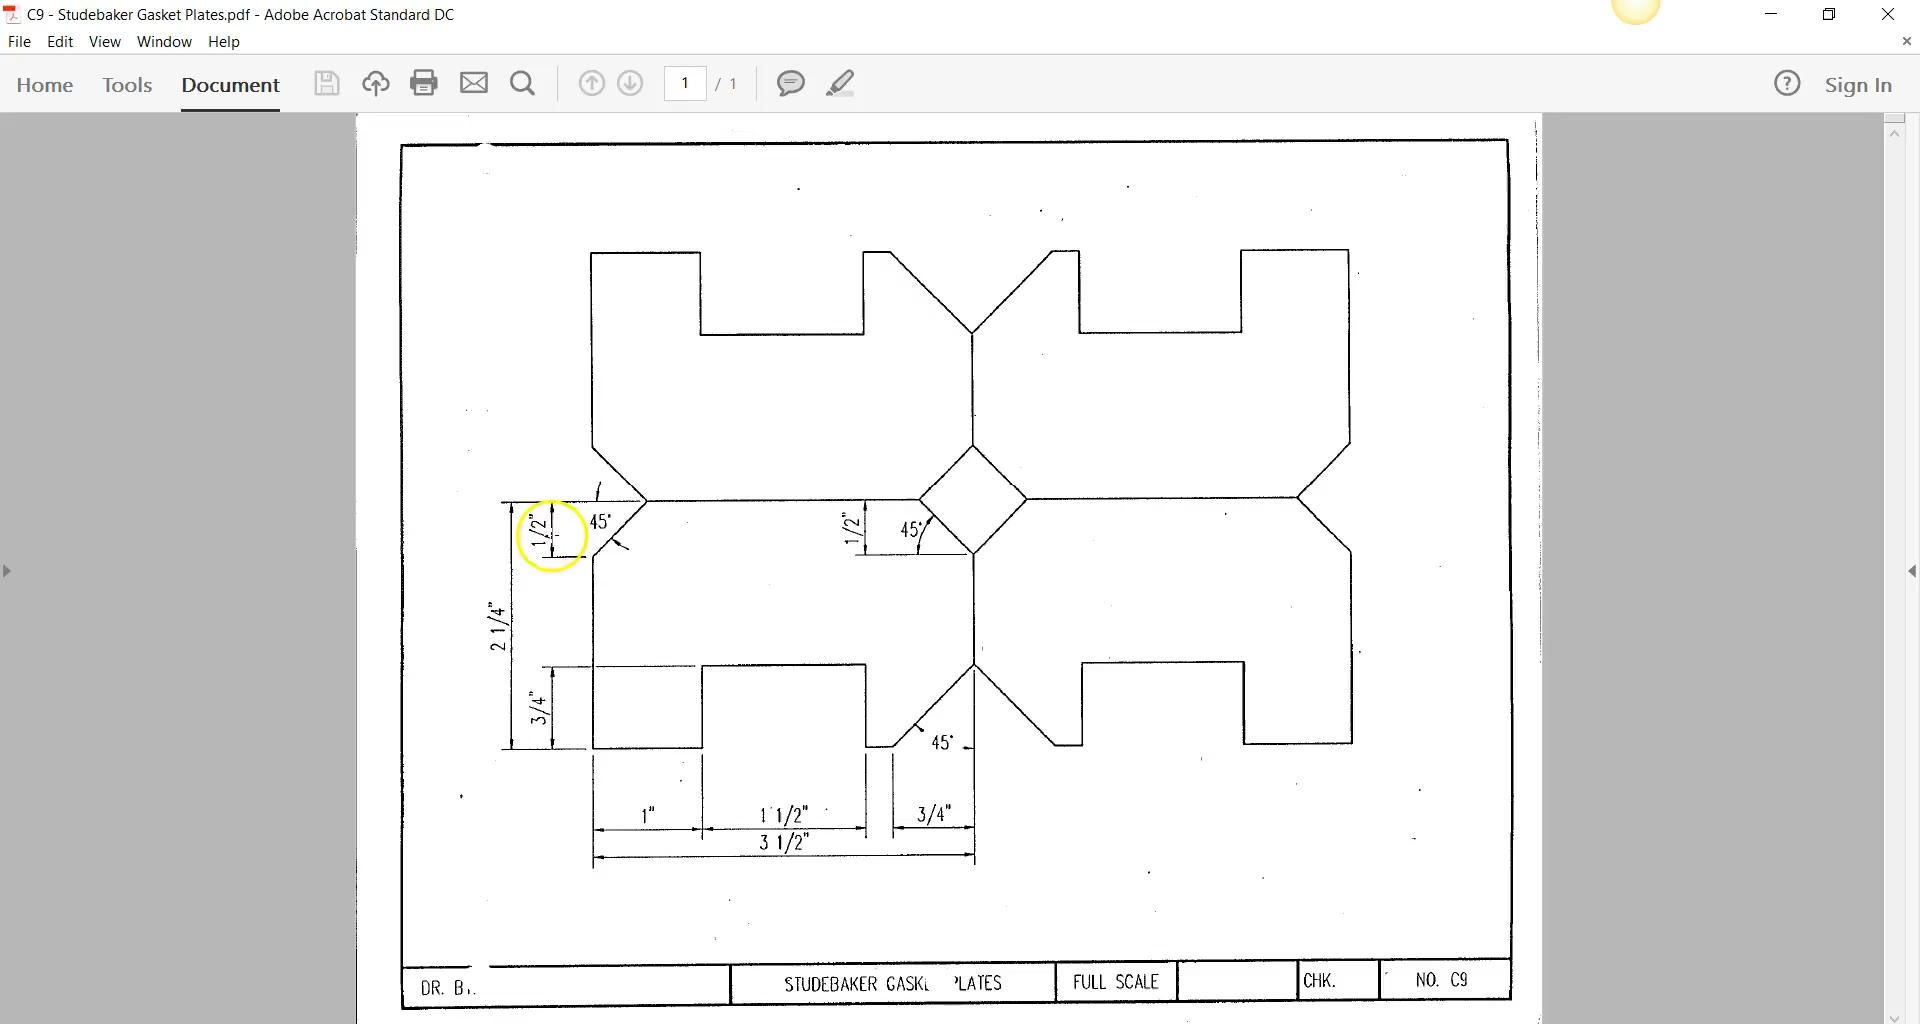 C9 - Studebaker Gasket Plates.pdf - Adobe Acrobat Standard DC
File Edit View Window Help
Home Tools Document 1 / 1 Sign In
1/2"
45°
1/2"
45°
2 1/4"
3/4"
45°
1" 1 1/2" 3/4"
3 1/2"
DR. B STUDEBAKER GASK LATES FULL SCALE CHK. NO. C9